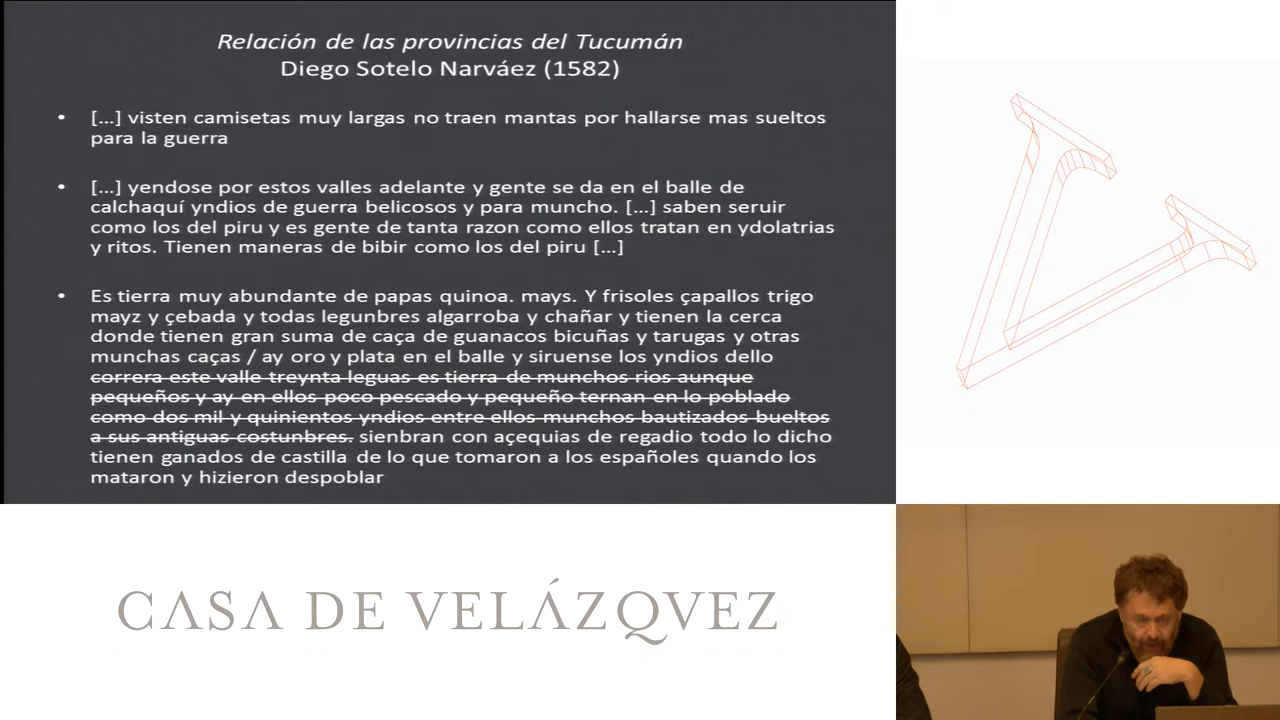 Relación de las provincias del Tucumán
Diego Sotelo Narváez (1582)
• [...] visten camisetas muy largas no traen mantas por hallarse mas sueltos
para la guerra
• [...] yendose por estos valles adelante y gente se da en el balle de
calchaquí yndios de guerra belicosos y para muncho. [...] saben seruir
como los del piru y es gente de tanta razon como ellos tratan en ydolatrias
y ritos. Tienen maneras de bibir como los del piru [...]
• Es tierra muy abundante de papas quinoa. mays. Y frisoles çapallos trigo
mayz y çebada y todas legunbres algarroba y chañar y tienen la cerca
donde tienen gran suma de caça de guanacos bicuñas y tarugas y otras
munchas caças / ay oro y plata en el balle y siruense los yndios dello
correra este valle treynta leguas es tierra de munchos rios aunque
pequeños y ay en ellos poco pescado y pequeño ternan en lo poblado
como dos mil y quinientos yndios entre ellos munchos bautizados bueltos
a sus antiguas costunbres. sienbran con açequias de regadio todo lo dicho
tienen ganados de castilla de lo que tomaron a los españoles quando los
mataron y hizieron despoblar
CASA DE VELÁZQVEZ